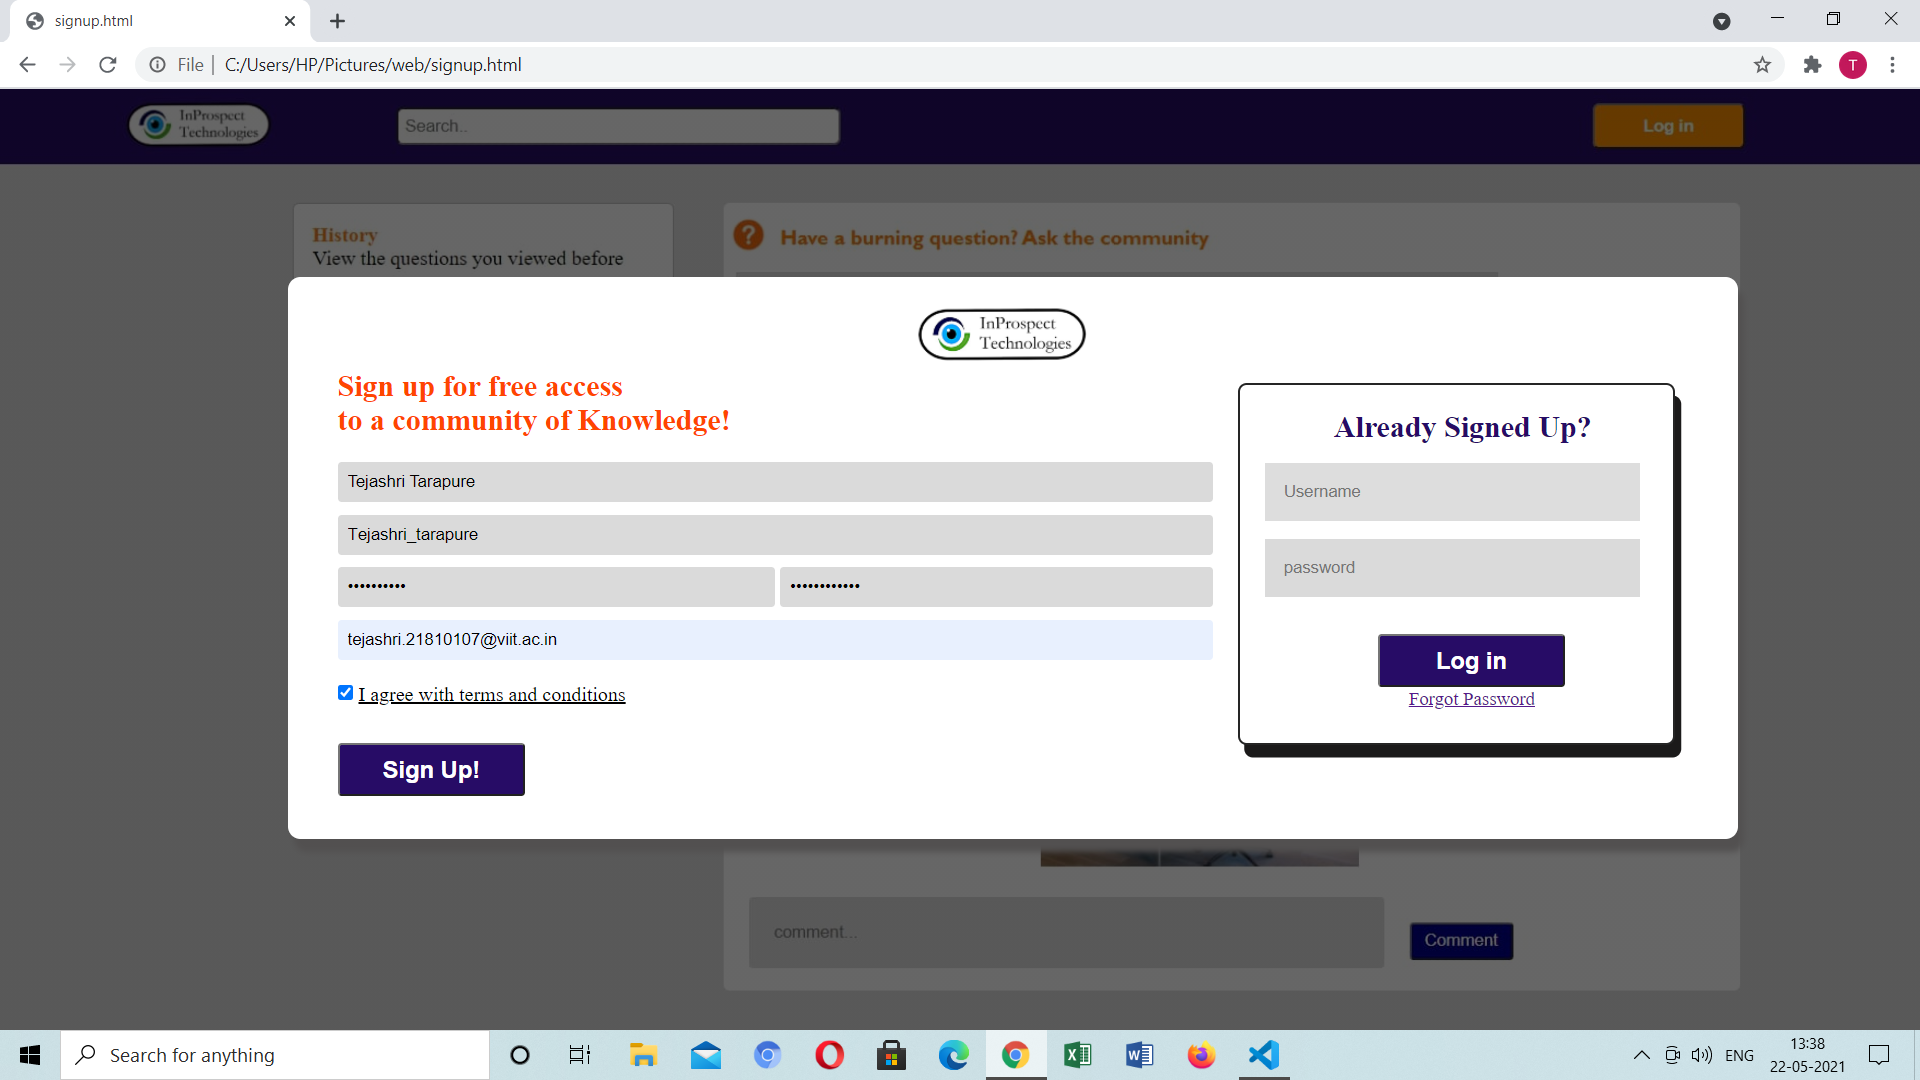 signup.html
File | C:/Users/HP/Pictures/web/signup.html
T
InProspect
Technologies
Search..
Log in
History
View the questions you viewed before
? Have a burning question? Ask the community
InProspect
Technologies
Sign up for free access
to a community of Knowledge!
Tejashri Tarapure
Tejashri_tarapure
••••••••••
••••••••••••
tejashri.21810107@viit.ac.in
I agree with terms and conditions
Sign Up!
Already Signed Up?
Username
password
Log in
Forgot Password
comment...
Comment
Search for anything
ENG
13:38
22-05-2021